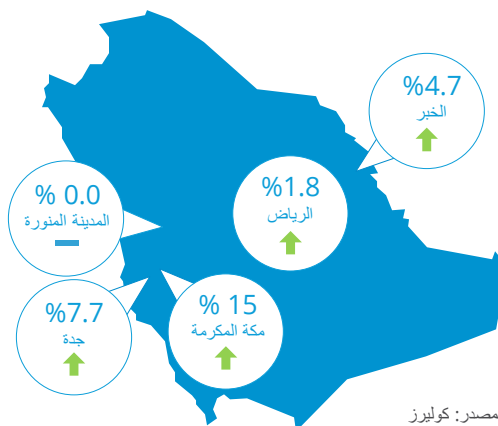 %4.7
الخبر
%1.8
الرياض
% 0.0
المدينة المنورة
% 15
مكة المكرمة
%7.7
جدة
مصدر: كوليرز